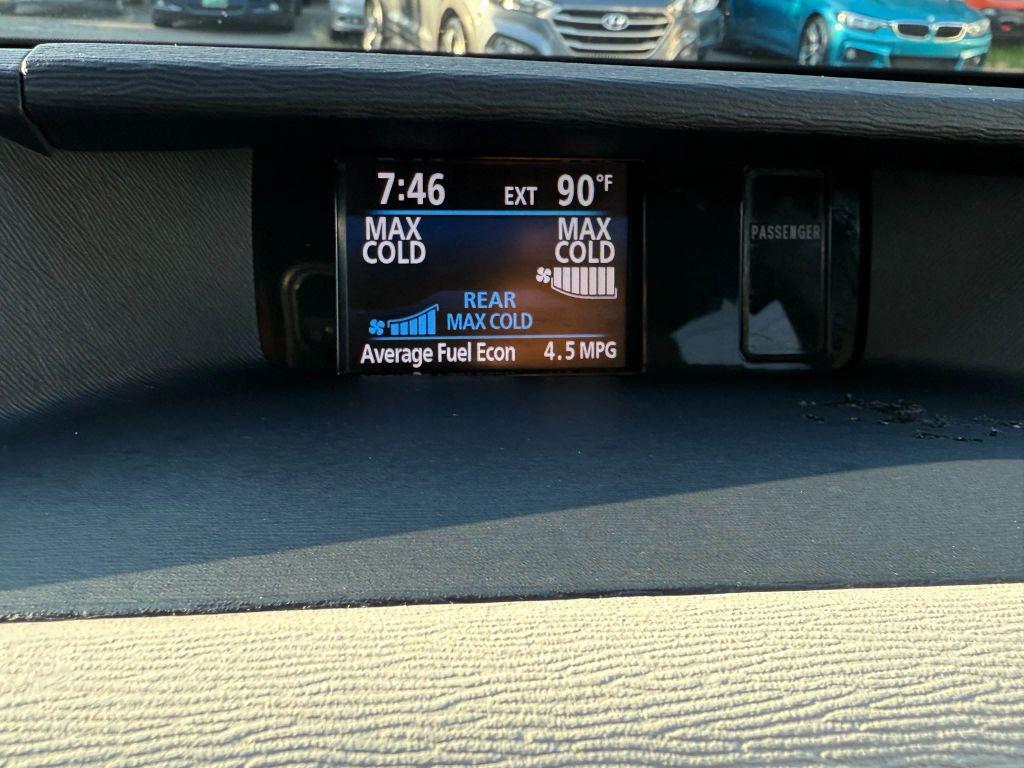 7:46 EXT 90°F
MAX MAX
COLD COLD
REAR
MAX COLD
Average Fuel Econ 4.5 MPG
PASSENGER